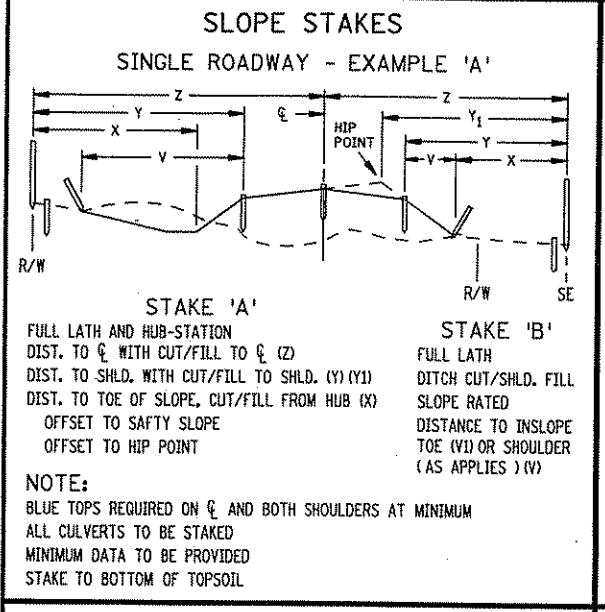 SLOPE STAKES
SINGLE ROADWAY - EXAMPLE 'A'
Z ℄ Z
Y Y1
X HIP POINT Y
V V X
R/W R/W SE
STAKE 'A'
FULL LATH AND HUB-STATION
DIST. TO ℄ WITH CUT/FILL TO ℄ (Z)
DIST. TO SHLD. WITH CUT/FILL TO SHLD. (Y)(Y1)
DIST. TO TOE OF SLOPE, CUT/FILL FROM HUB (X)
OFFSET TO SAFTY SLOPE
OFFSET TO HIP POINT
STAKE 'B'
FULL LATH
DITCH CUT/SHLD. FILL
SLOPE RATED
DISTANCE TO INSLOPE
TOE (V1) OR SHOULDER
(AS APPLIES)(V)
NOTE:
BLUE TOPS REQUIRED ON ℄ AND BOTH SHOULDERS AT MINIMUM
ALL CULVERTS TO BE STAKED
MINIMUM DATA TO BE PROVIDED
STAKE TO BOTTOM OF TOPSOIL